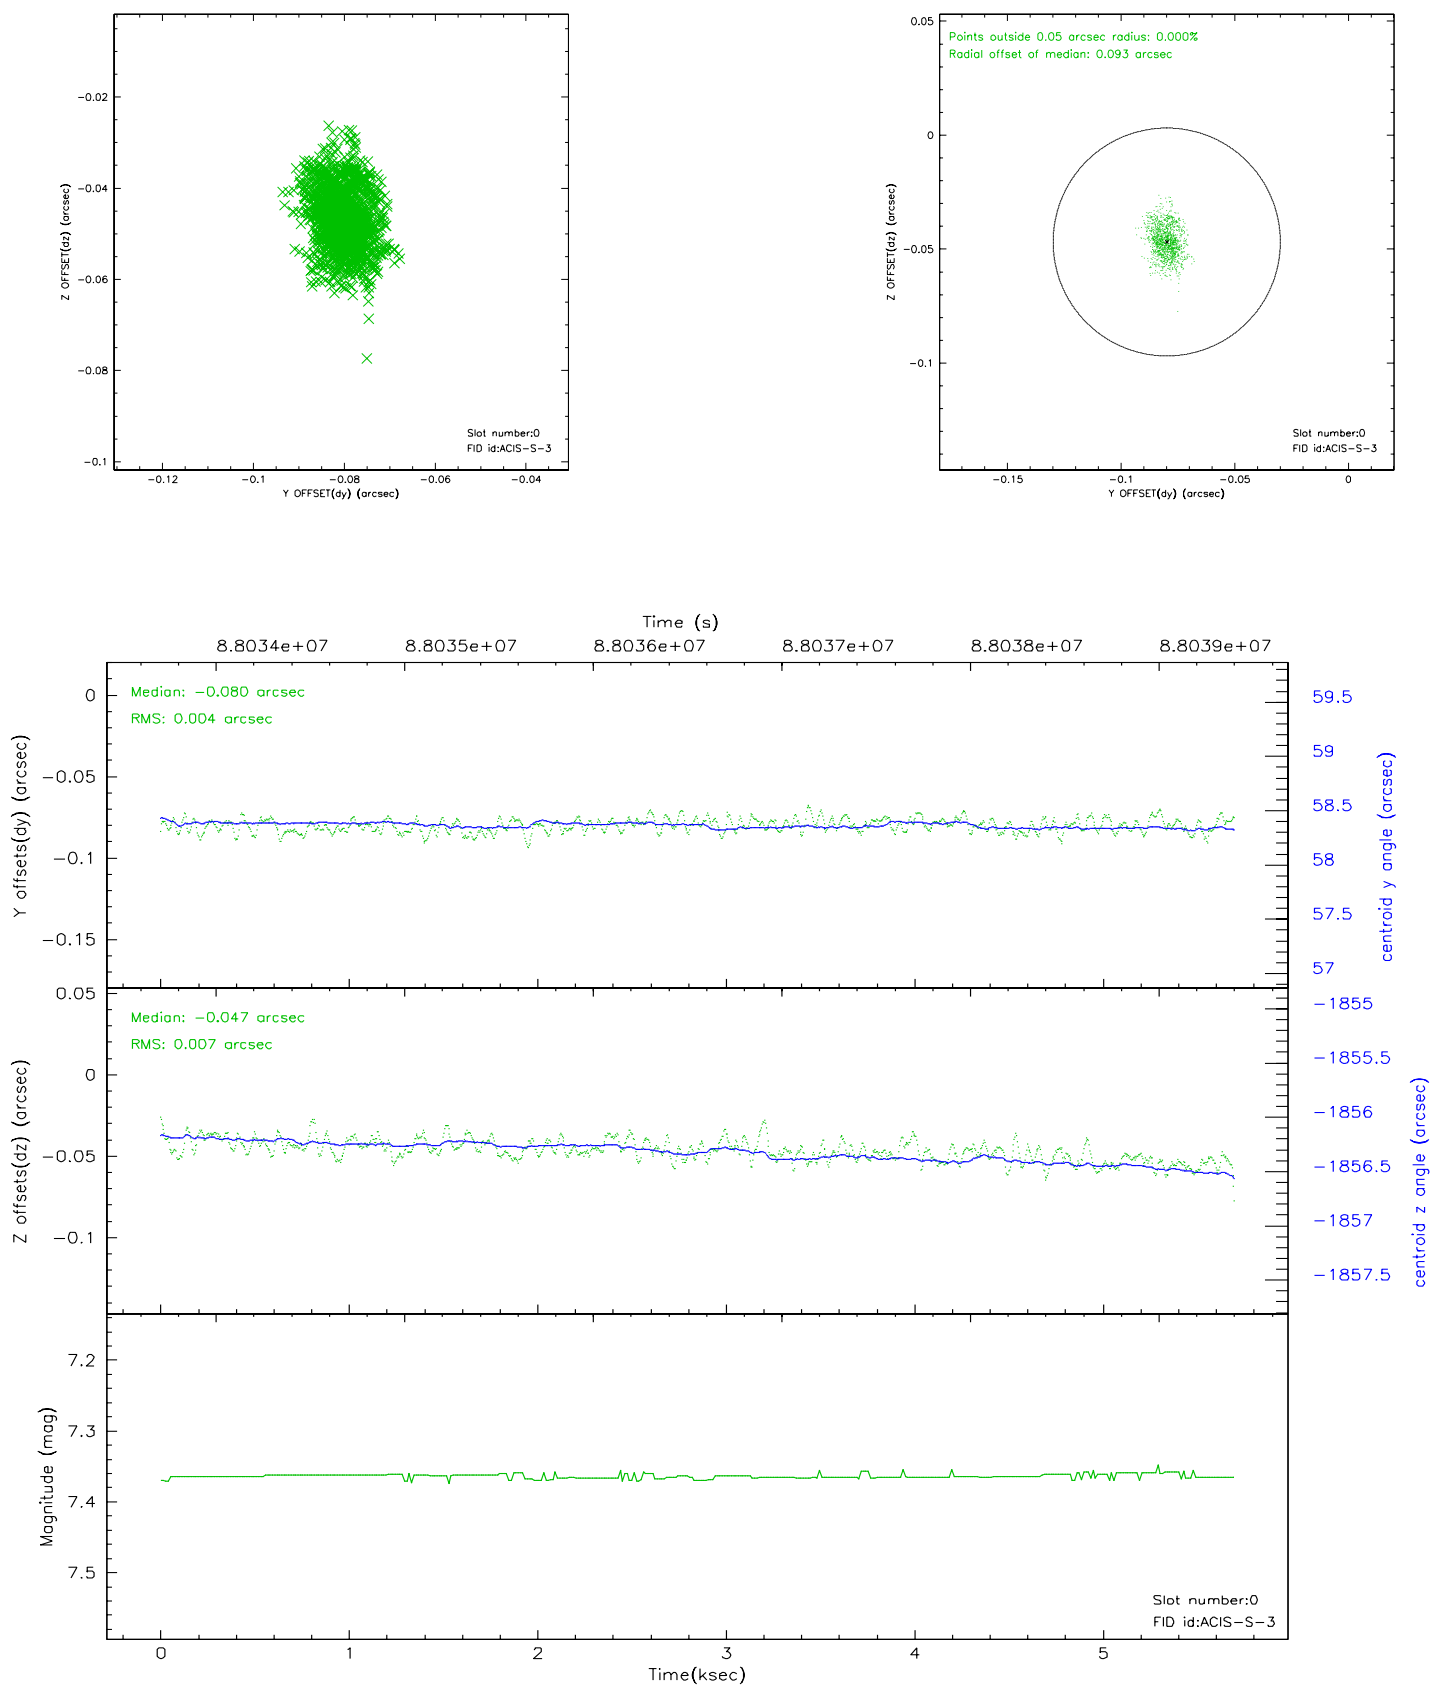 −0.02
−0.04
−0.06
−0.08
−0.1
Z OFFSET(dz) (arcsec)
Slot number:0
FID id:ACIS−S−3
−0.12
−0.1
−0.08
−0.06
−0.04
Y OFFSET(dy) (arcsec)
Points outside 0.05 arcsec radius: 0.000%
Radial offset of median: 0.093 arcsec
0.05
0
−0.05
−0.1
Z OFFSET(dz) (arcsec)
Slot number:0
FID id:ACIS−S−3
−0.15
−0.1
−0.05
0
Y OFFSET(dy) (arcsec)
Time (s)
8.8034e+07
8.8035e+07
8.8036e+07
8.8037e+07
8.8038e+07
8.8039e+07
Median: −0.080 arcsec
RMS: 0.004 arcsec
0
−0.05
−0.1
−0.15
Y offsets(dy) (arcsec)
59.5
59
58.5
58
57.5
57
centroid y angle (arcsec)
Median: −0.047 arcsec
RMS: 0.007 arcsec
0.05
0
−0.05
−0.1
Z offsets(dz) (arcsec)
−1855
−1855.5
−1856
−1856.5
−1857
−1857.5
centroid z angle (arcsec)
7.2
7.3
7.4
7.5
Magnitude (mag)
Slot number:0
FID id:ACIS−S−3
0
1
2
3
4
5
Time(ksec)